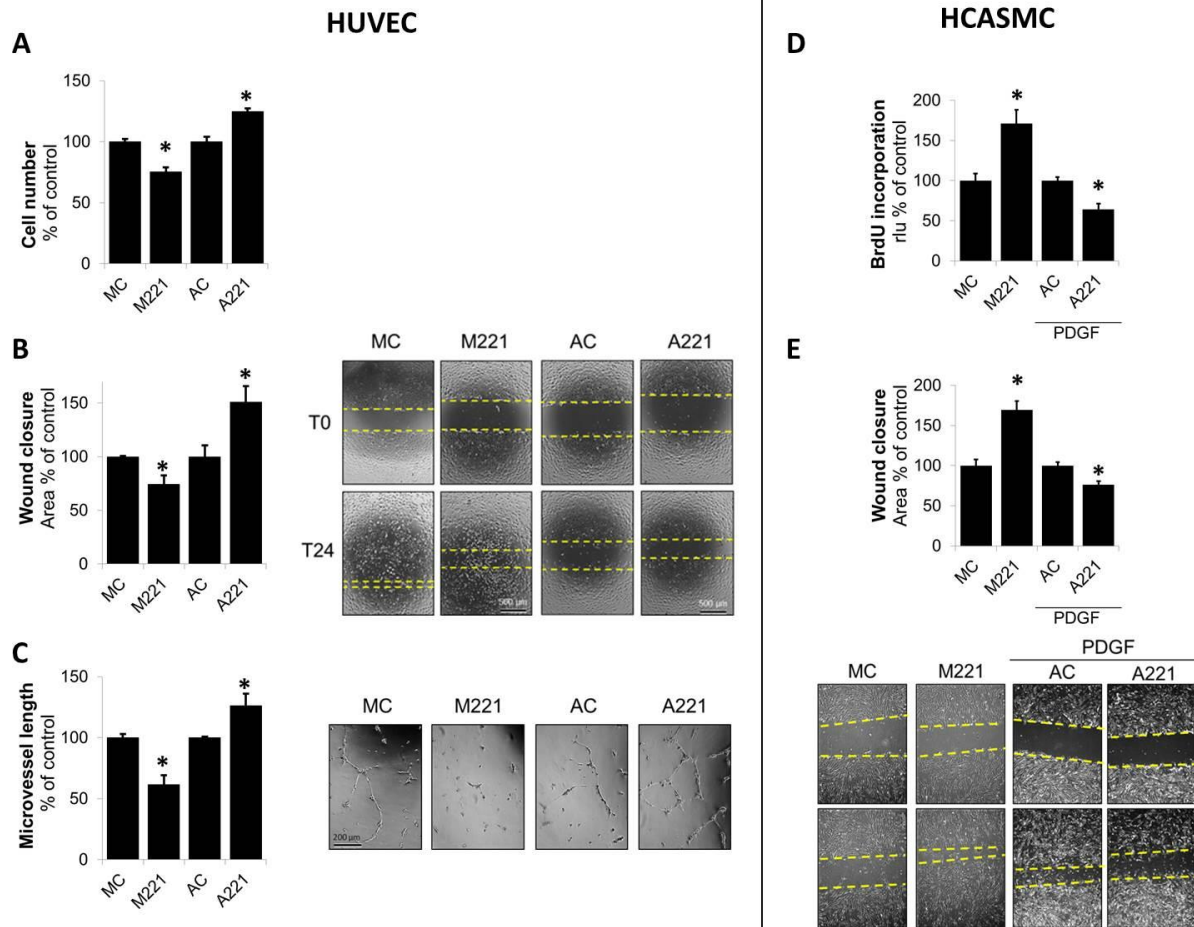 HUVEC
A
150
100
50
0
Cell number
% of control
*
*
MC M221 AC A221
B
150
100
50
0
Wound closure
Area % of control
*
*
MC M221 AC A221
MC M221 AC A221
T0
T24
500 µm 500 µm
C
150
100
50
0
Microvessel length
% of control
*
*
MC M221 AC A221
MC M221 AC A221
200 µm
HCASMC
D
200
150
100
50
0
BrdU incorporation
rlu % of control
*
*
MC M221 AC A221
PDGF
E
200
150
100
50
0
Wound closure
Area % of control
*
*
MC M221 AC A221
PDGF
PDGF
MC M221 AC A221